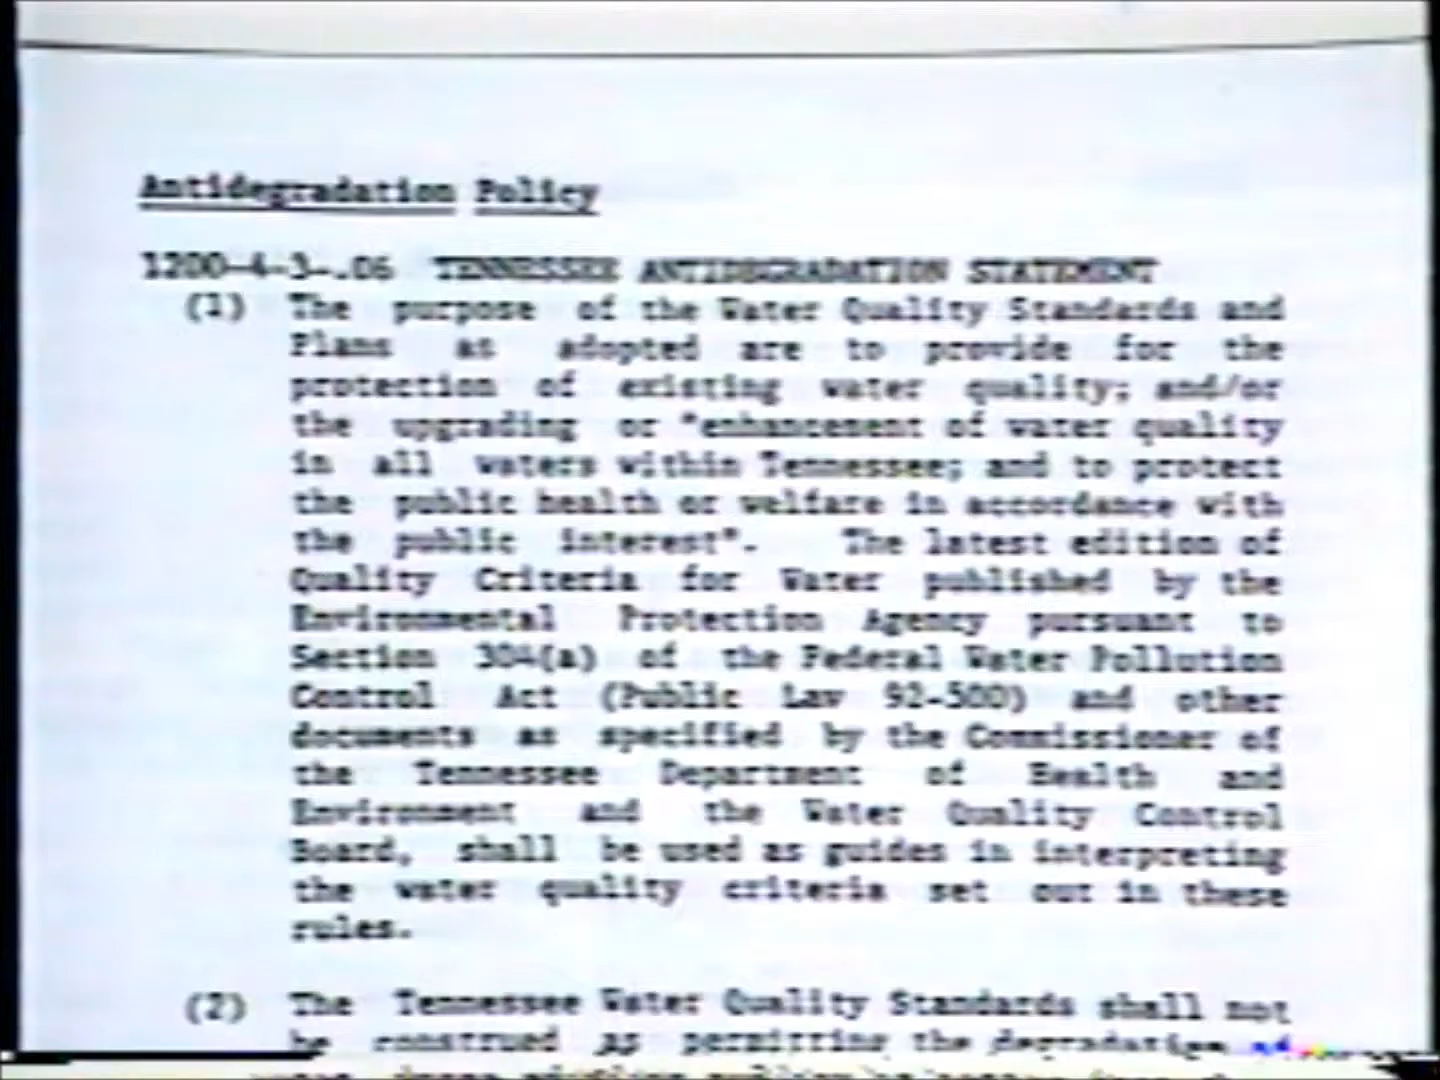 Antidegradation Policy
1200-4-3-.06 TENNESSEE ANTIDEGRADATION STATEMENT
(1) The purpose of the Water Quality Standards and
Plans as adopted are to provide for the
protection of existing water quality; and/or
the upgrading or "enhancement of water quality
in all waters within Tennessee; and to protect
the public health or welfare in accordance with
the public interest". The latest edition of
Quality Criteria for Water published by the
Environmental Protection Agency pursuant to
Section 304(a) of the Federal Water Pollution
Control Act (Public Law 92-500) and other
documents as specified by the Commissioner of
the Tennessee Department of Health and
Environment and the Water Quality Control
Board, shall be used as guides in interpreting
the water quality criteria set out in these
rules.
(2) The Tennessee Water Quality Standards shall not
be construed as permitting the degradation of